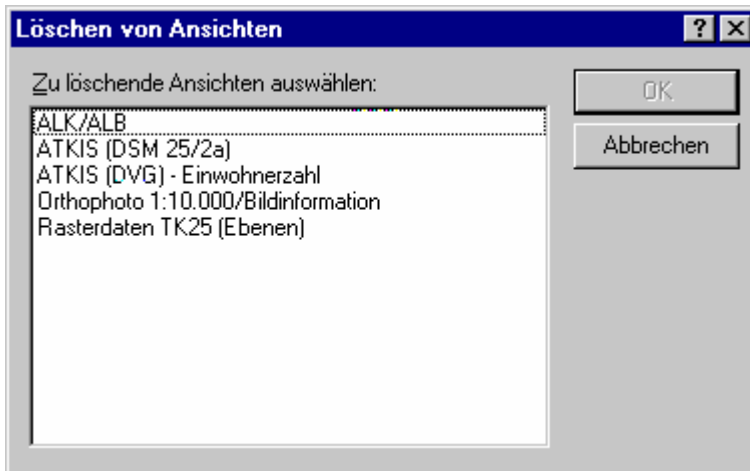 Löschen von Ansichten
Zu löschende Ansichten auswählen:
OK
ALK/ALB
Abbrechen
ATKIS (DSM 25/2a)
ATKIS (DVG) - Einwohnerzahl
Orthophoto 1:10.000/Bildinformation
Rasterdaten TK25 (Ebenen)